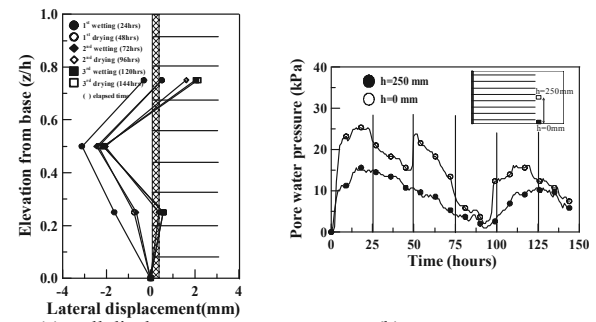 1.0
0.8
0.6
0.4
0.2
0.0
Elevation from base (z/h)
1st wetting (24hrs)
1st drying (48hrs)
2nd wetting (72hrs)
2nd drying (96hrs)
3rd wetting (120hrs)
3rd drying (144hrs)
( ) elapsed time
-4 -2 0 2 4
Lateral displacement(mm)
Pore water pressure (kPa)
40
30
20
10
0
h=250 mm
h=0 mm
h=250mm
h=0mm
0 25 50 75 100 125 150
Time (hours)